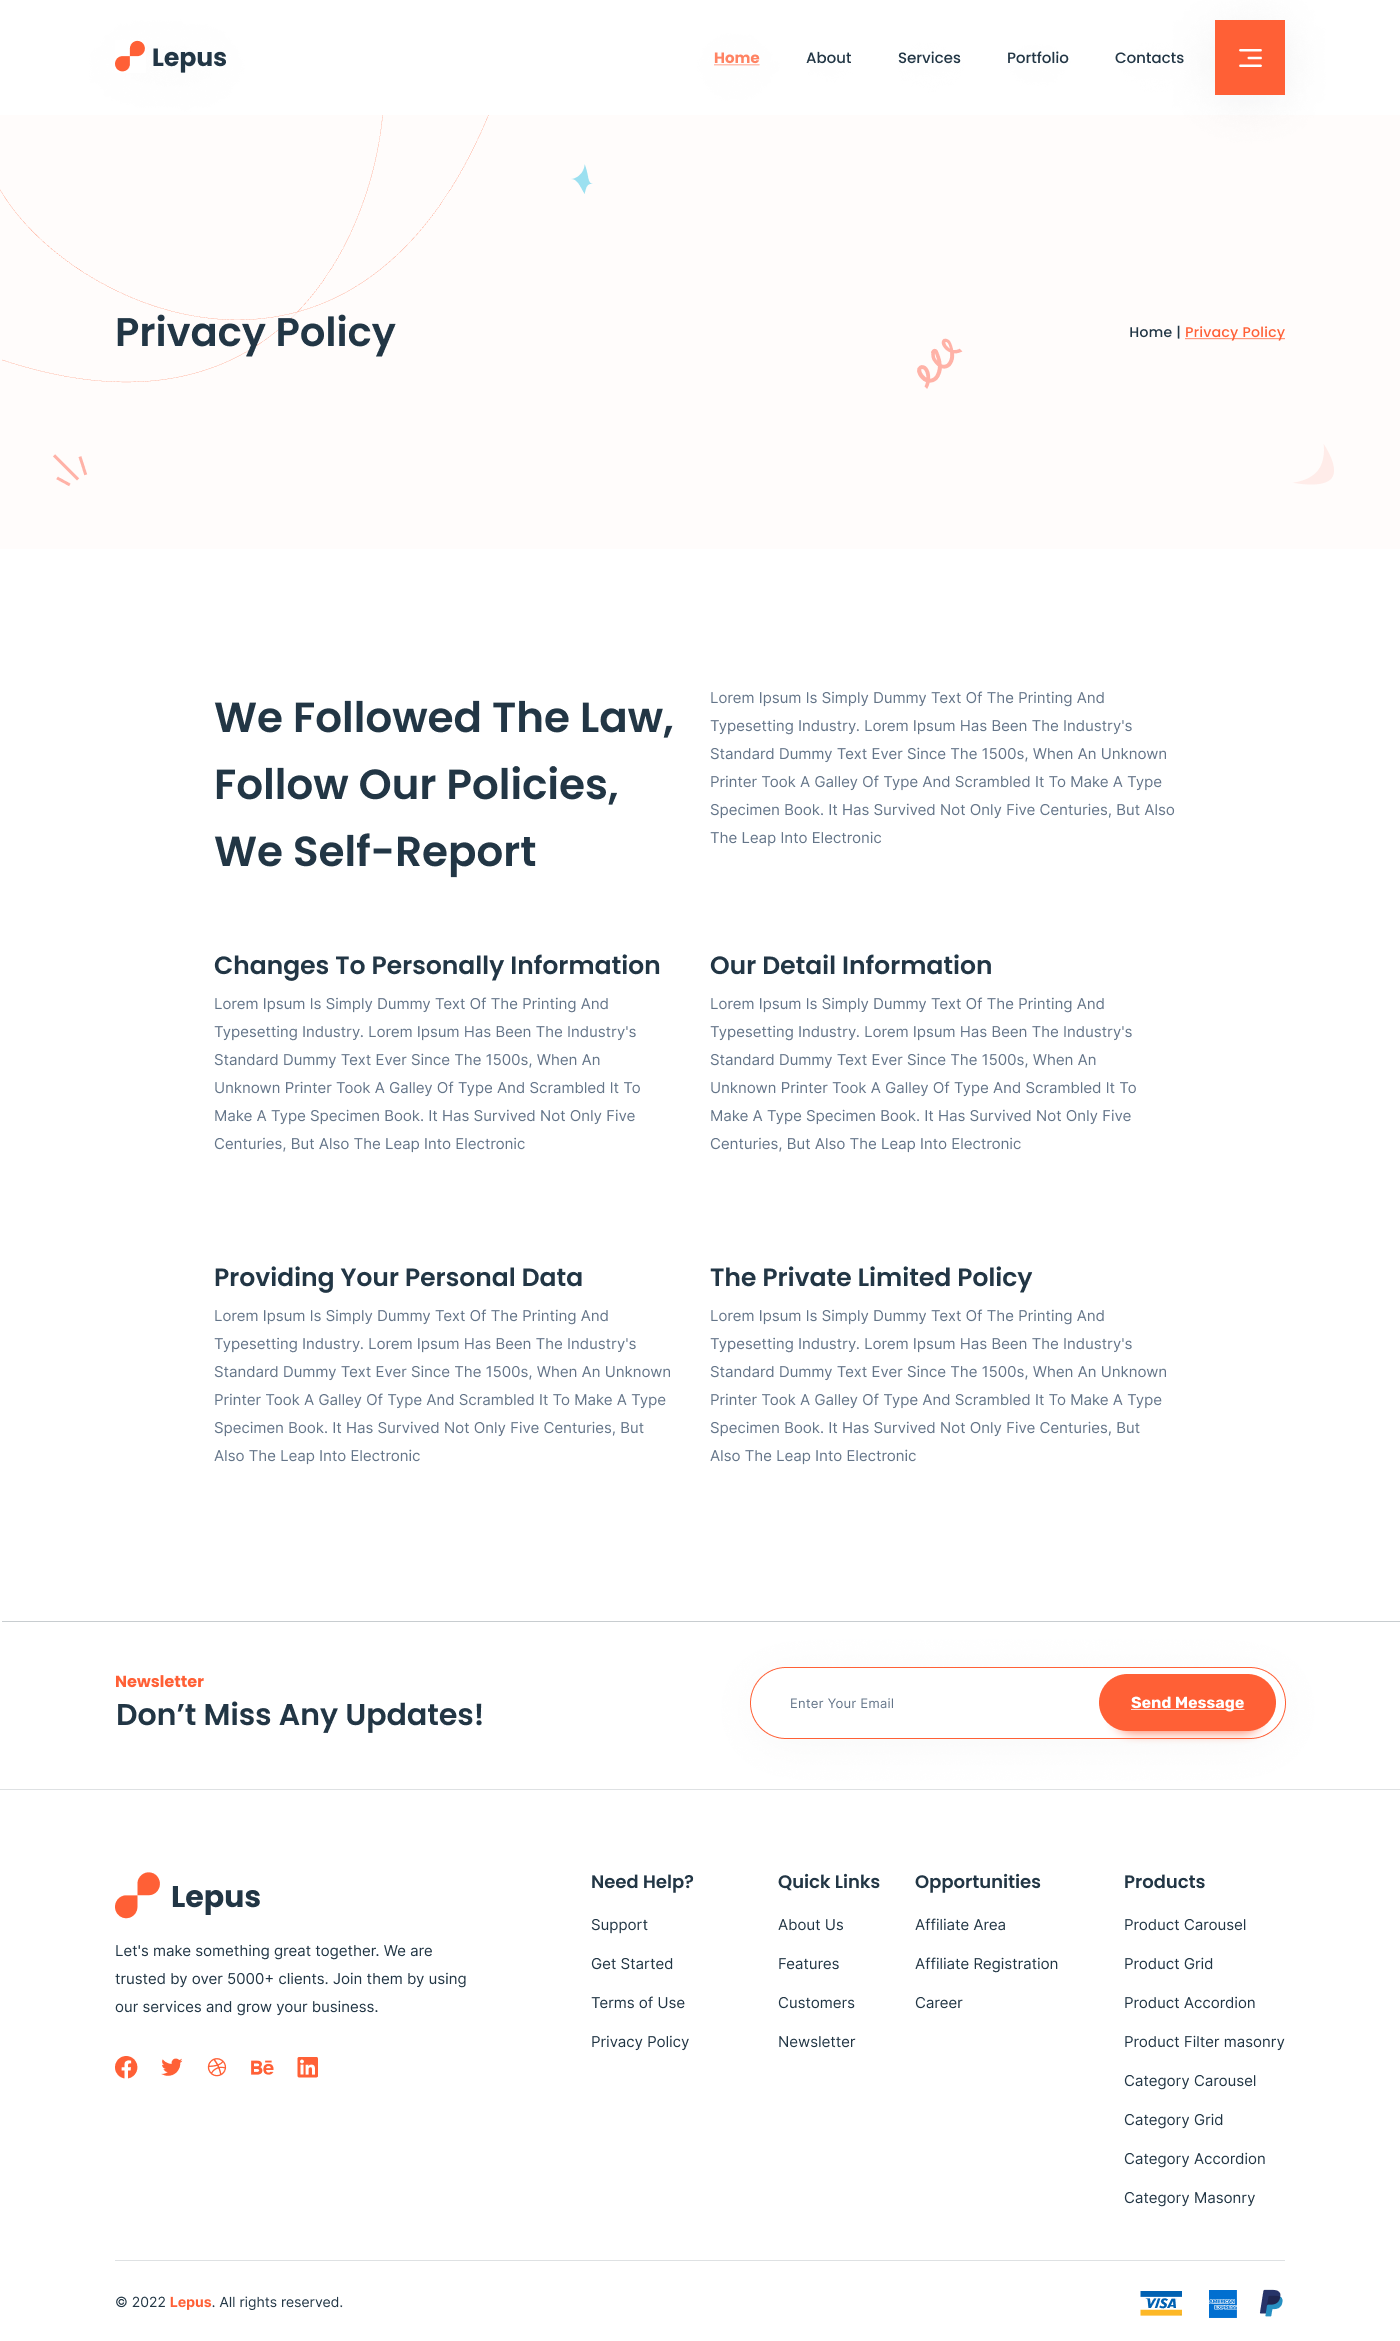 Lepus
Home About Services Portfolio Contacts
Privacy Policy
Home | Privacy Policy
We Followed The Law,
Follow Our Policies,
We Self-Report
Lorem Ipsum Is Simply Dummy Text Of The Printing And
Typesetting Industry. Lorem Ipsum Has Been The Industry's
Standard Dummy Text Ever Since The 1500s, When An Unknown
Printer Took A Galley Of Type And Scrambled It To Make A Type
Specimen Book. It Has Survived Not Only Five Centuries, But Also
The Leap Into Electronic
Changes To Personally Information
Lorem Ipsum Is Simply Dummy Text Of The Printing And
Typesetting Industry. Lorem Ipsum Has Been The Industry's
Standard Dummy Text Ever Since The 1500s, When An
Unknown Printer Took A Galley Of Type And Scrambled It To
Make A Type Specimen Book. It Has Survived Not Only Five
Centuries, But Also The Leap Into Electronic
Our Detail Information
Lorem Ipsum Is Simply Dummy Text Of The Printing And
Typesetting Industry. Lorem Ipsum Has Been The Industry's
Standard Dummy Text Ever Since The 1500s, When An
Unknown Printer Took A Galley Of Type And Scrambled It To
Make A Type Specimen Book. It Has Survived Not Only Five
Centuries, But Also The Leap Into Electronic
Providing Your Personal Data
Lorem Ipsum Is Simply Dummy Text Of The Printing And
Typesetting Industry. Lorem Ipsum Has Been The Industry's
Standard Dummy Text Ever Since The 1500s, When An Unknown
Printer Took A Galley Of Type And Scrambled It To Make A Type
Specimen Book. It Has Survived Not Only Five Centuries, But
Also The Leap Into Electronic
The Private Limited Policy
Lorem Ipsum Is Simply Dummy Text Of The Printing And
Typesetting Industry. Lorem Ipsum Has Been The Industry's
Standard Dummy Text Ever Since The 1500s, When An Unknown
Printer Took A Galley Of Type And Scrambled It To Make A Type
Specimen Book. It Has Survived Not Only Five Centuries, But
Also The Leap Into Electronic
Newsletter
Don’t Miss Any Updates!
Enter Your Email
Send Message
Lepus
Let's make something great together. We are
trusted by over 5000+ clients. Join them by using
our services and grow your business.
Bē
in
Need Help?
Support
Get Started
Terms of Use
Privacy Policy
Quick Links
About Us
Features
Customers
Newsletter
Opportunities
Affiliate Area
Affiliate Registration
Career
Products
Product Carousel
Product Grid
Product Accordion
Product Filter masonry
Category Carousel
Category Grid
Category Accordion
Category Masonry
© 2022 Lepus. All rights reserved.
VISA
AMERICAN
EXPRESS